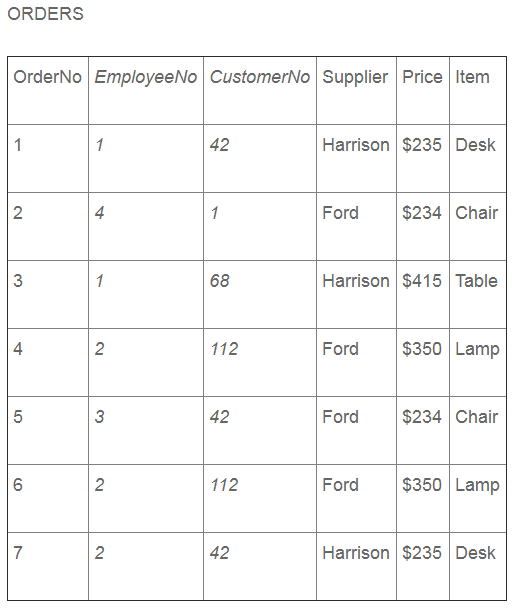 ORDERS
OrderNo EmployeeNo CustomerNo Supplier Price Item
1 1 42 Harrison $235 Desk
2 4 1 Ford $234 Chair
3 1 68 Harrison $415 Table
4 2 112 Ford $350 Lamp
5 3 42 Ford $234 Chair
6 2 112 Ford $350 Lamp
7 2 42 Harrison $235 Desk